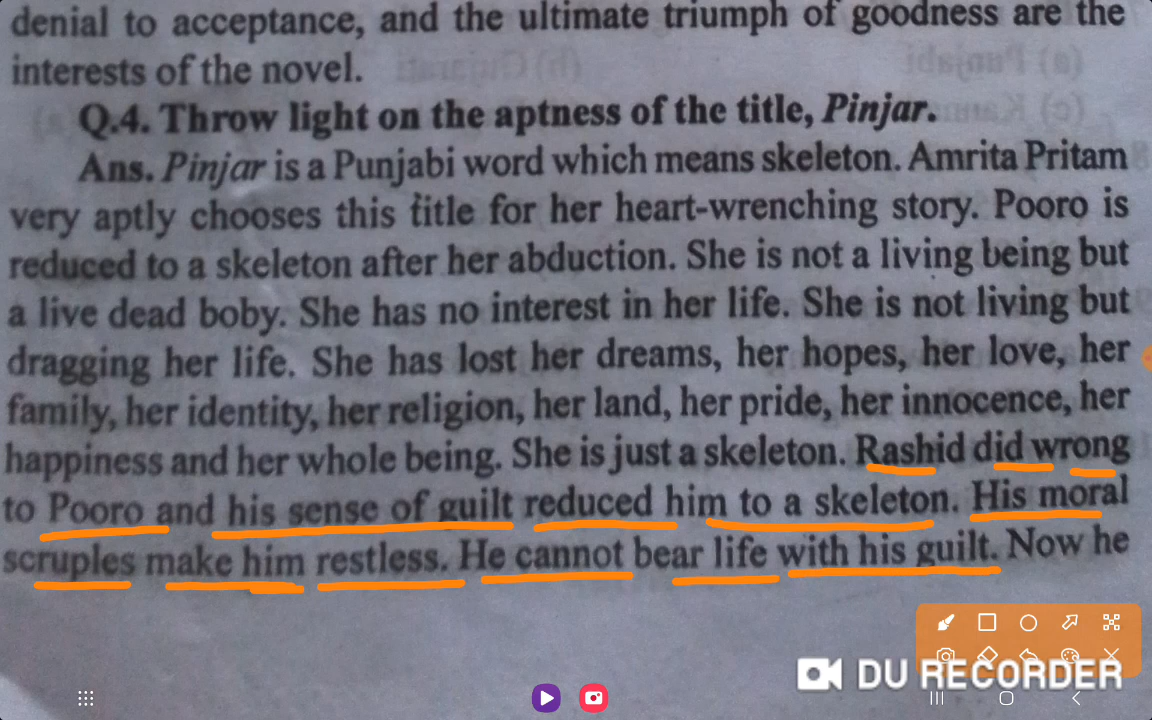 denial to acceptance, and the ultimate triumph of goodness are the
interests of the novel.
Q.4. Throw light on the aptness of the title, Pinjar.
Ans. Pinjar is a Punjabi word which means skeleton. Amrita Pritam
very aptly chooses this title for her heart-wrenching story. Pooro is
reduced to a skeleton after her abduction. She is not a living being but
a live dead boby. She has no interest in her life. She is not living but
dragging her life. She has lost her dreams, her hopes, her love, her
family, her identity, her religion, her land, her pride, her innocence, her
happiness and her whole being. She is just a skeleton. Rashid did wrong
to Pooro and his sense of guilt reduced him to a skeleton. His moral
scruples make him restless. He cannot bear life with his guilt. Now he
DU RECORDER